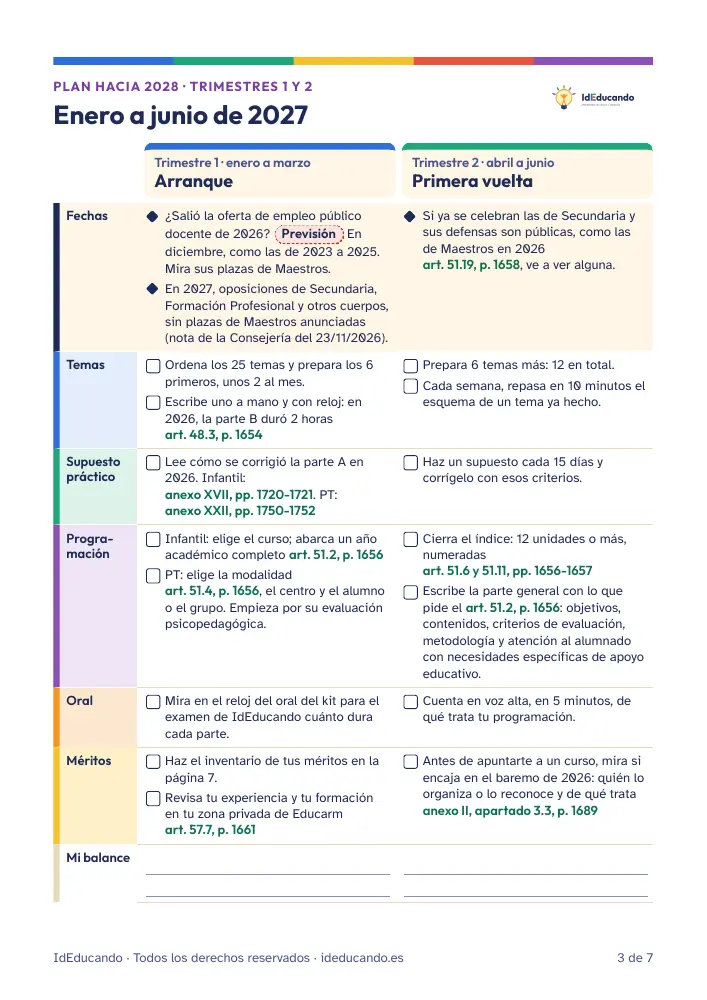 PLAN HACIA 2028 · TRIMESTRES 1 Y 2
Enero a junio de 2027
IdEducando
Trimestre 1 · enero a marzo
Arranque
Trimestre 2 · abril a junio
Primera vuelta
Fechas
¿Salió la oferta de empleo público
docente de 2026? Previsión En
diciembre, como las de 2023 a 2025.
Mira sus plazas de Maestros.
En 2027, oposiciones de Secundaria,
Formación Profesional y otros cuerpos,
sin plazas de Maestros anunciadas
(nota de la Consejería del 23/11/2026).
Si ya se celebran las de Secundaria y
sus defensas son públicas, como las
de Maestros en 2026
art. 51.19, p. 1658, ve a ver alguna.
Temas
Ordena los 25 temas y prepara los 6
primeros, unos 2 al mes.
Escribe uno a mano y con reloj: en
2026, la parte B duró 2 horas
art. 48.3, p. 1654
Prepara 6 temas más: 12 en total.
Cada semana, repasa en 10 minutos el
esquema de un tema ya hecho.
Supuesto
práctico
Lee cómo se corrigió la parte A en
2026. Infantil:
anexo XVII, pp. 1720-1721. PT:
anexo XXII, pp. 1750-1752
Haz un supuesto cada 15 días y
corrígelo con esos criterios.
Progra-
mación
Infantil: elige el curso; abarca un año
académico completo art. 51.2, p. 1656
PT: elige la modalidad
art. 51.4, p. 1656, el centro y el alumno
o el grupo. Empieza por su evaluación
psicopedagógica.
Cierra el índice: 12 unidades o más,
numeradas
art. 51.6 y 51.11, pp. 1656-1657
Escribe la parte general con lo que
pide el art. 51.2, p. 1656: objetivos,
contenidos, criterios de evaluación,
metodología y atención al alumnado
con necesidades específicas de apoyo
educativo.
Oral
Mira en el reloj del oral del kit para el
examen de IdEducando cuánto dura
cada parte.
Cuenta en voz alta, en 5 minutos, de
qué trata tu programación.
Méritos
Haz el inventario de tus méritos en la
página 7.
Revisa tu experiencia y tu formación
en tu zona privada de Educarm
art. 57.7, p. 1661
Antes de apuntarte a un curso, mira si
encaja en el baremo de 2026: quién lo
organiza o lo reconoce y de qué trata
anexo II, apartado 3.3, p. 1689
Mi balance
IdEducando · Todos los derechos reservados · ideducando.es
3 de 7